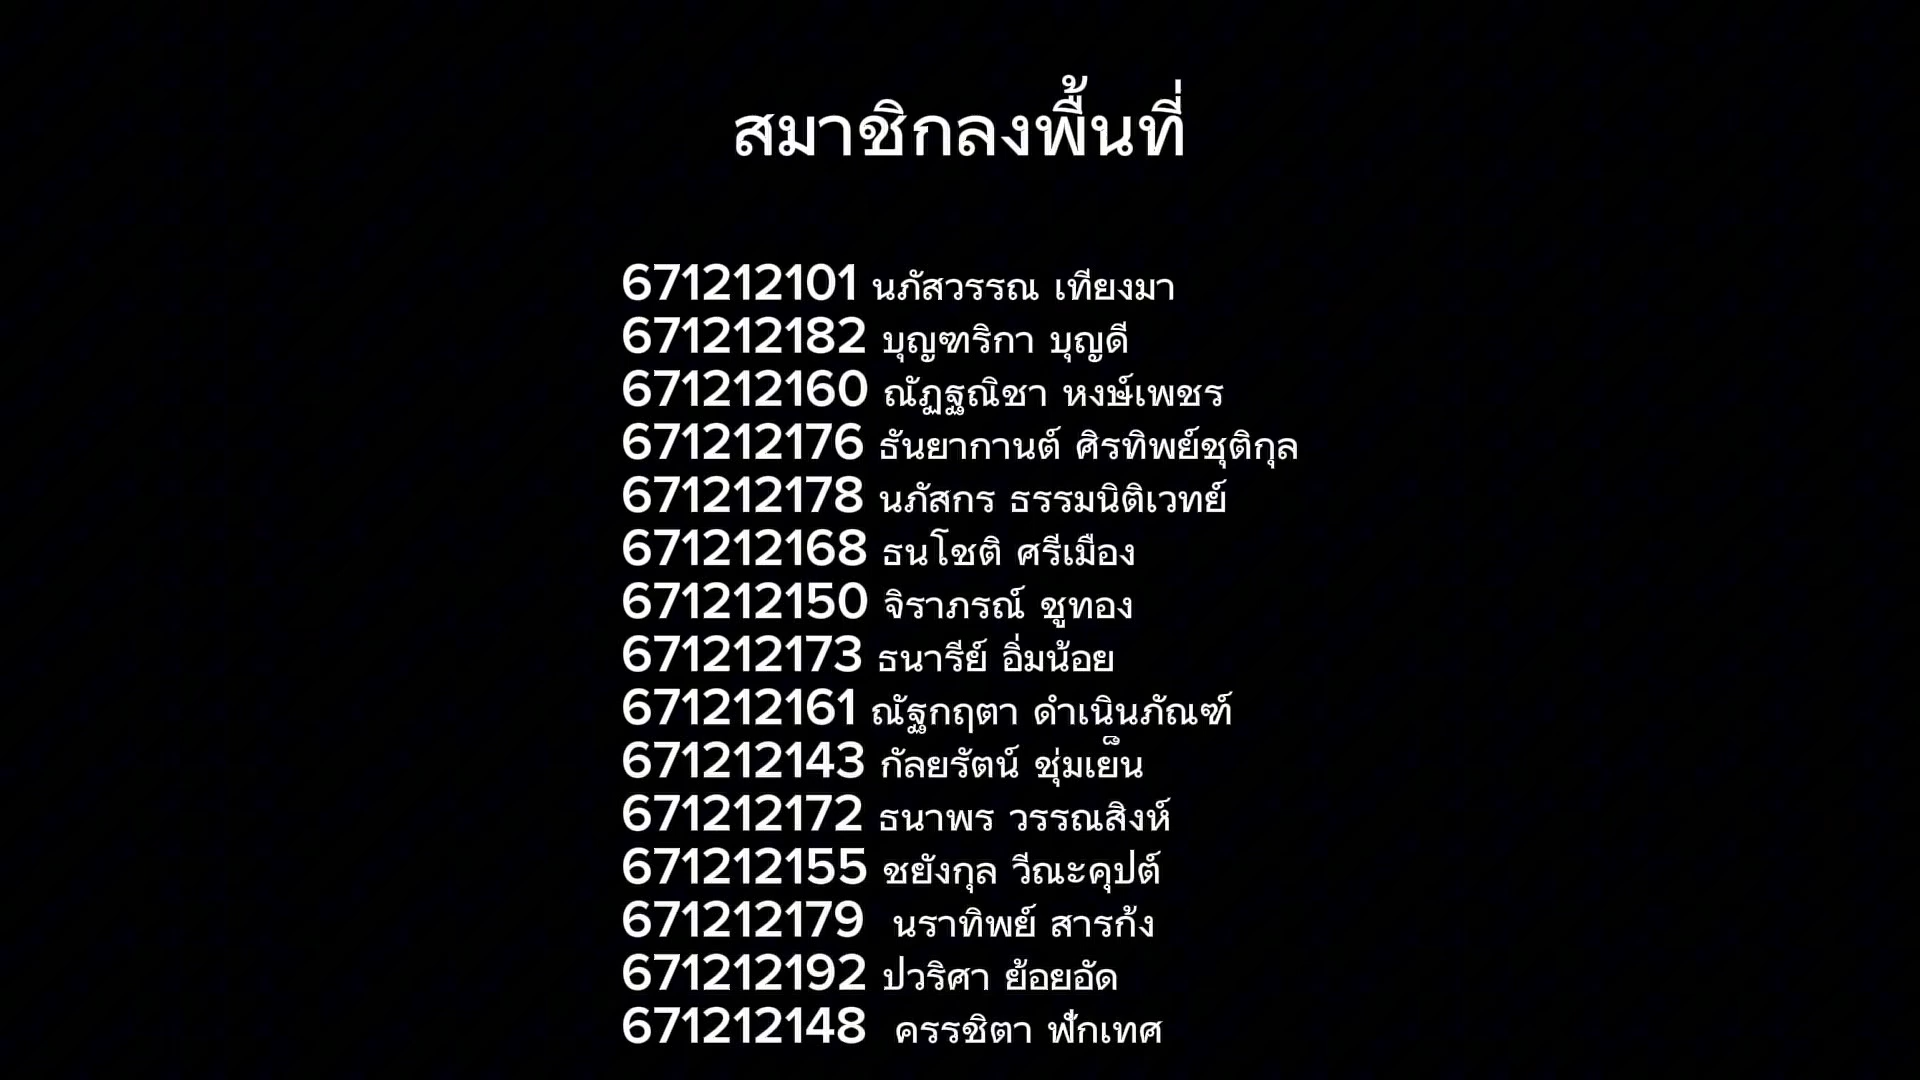 สมาชิกลงพื้นที่
671212101 นภัสวรรณ เทียงมา
671212182 บุญฑริกา บุญดี
671212160 ณัฏฐณิชา หงษ์เพชร
671212176 ธันยากานต์ ศิรทิพย์ชุติกุล
671212178 นภัสกร ธรรมนิติเวทย์
671212168 ธนโชติ ศรีเมือง
671212150 จิราภรณ์ ชูทอง
671212173 ธนารีย์ อิ่มน้อย
671212161 ณัฐกฤตา ดำเนินภัณฑ์
671212143 กัลยรัตน์ ชุ่มเย็น
671212172 ธนาพร วรรณสิงห์
671212155 ชยังกุล วีณะคุปต์
671212179 นราทิพย์ สารก้ง
671212192 ปวริศา ย้อยอัด
671212148 ครรชิตา ฟักเทศ